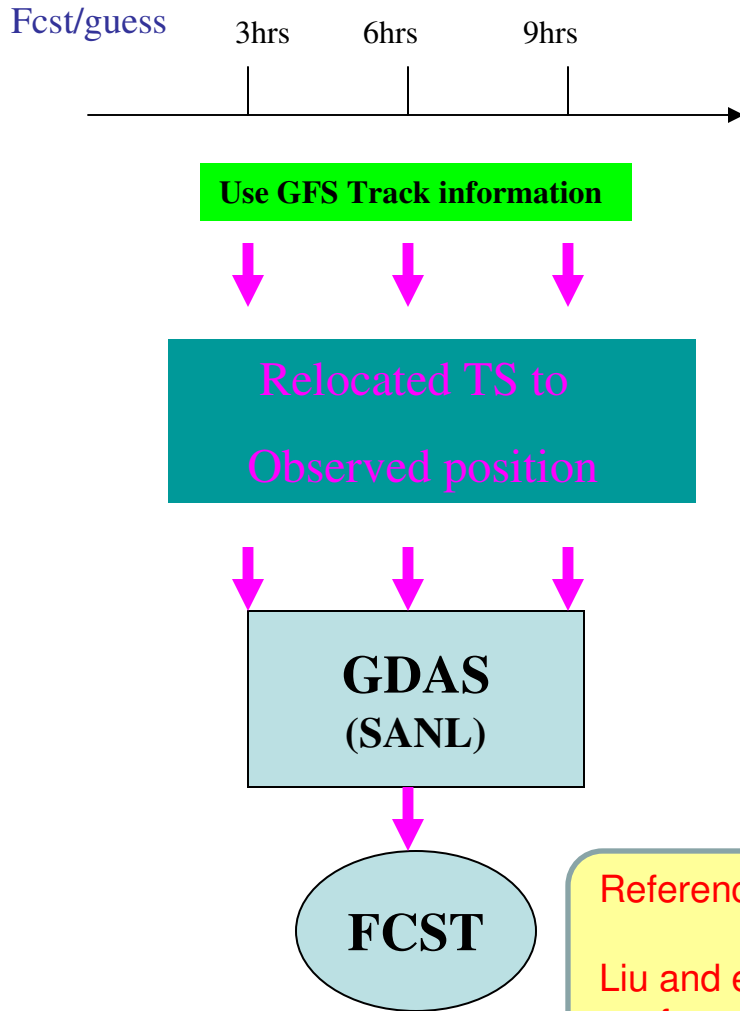 Fcst/guess
3hrs 6hrs 9hrs
Use GFS Track information
Relocated TS to
Observed position
GDAS
(SANL)
FCST
Liu and